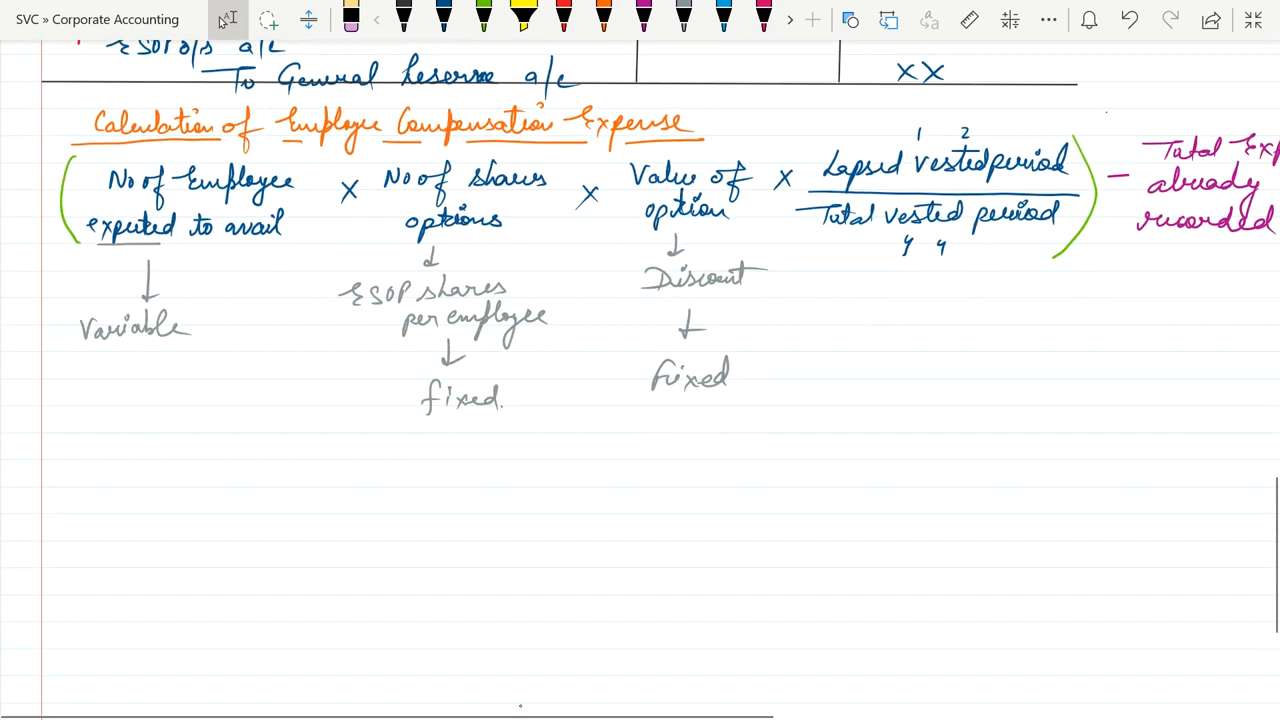 SVC » Corporate Accounting
ESOP o/s a/c
To General Reserve a/c
XX
Calculation of Employee Compensation Expense
( No of Employee expected to avail × No of shares options × Value of option × Lapsed vested period / Total vested period ) - Total Exp already recorded
1 2
4 4
Variable
ESOP shares
per employee
fixed.
Discount
Fixed